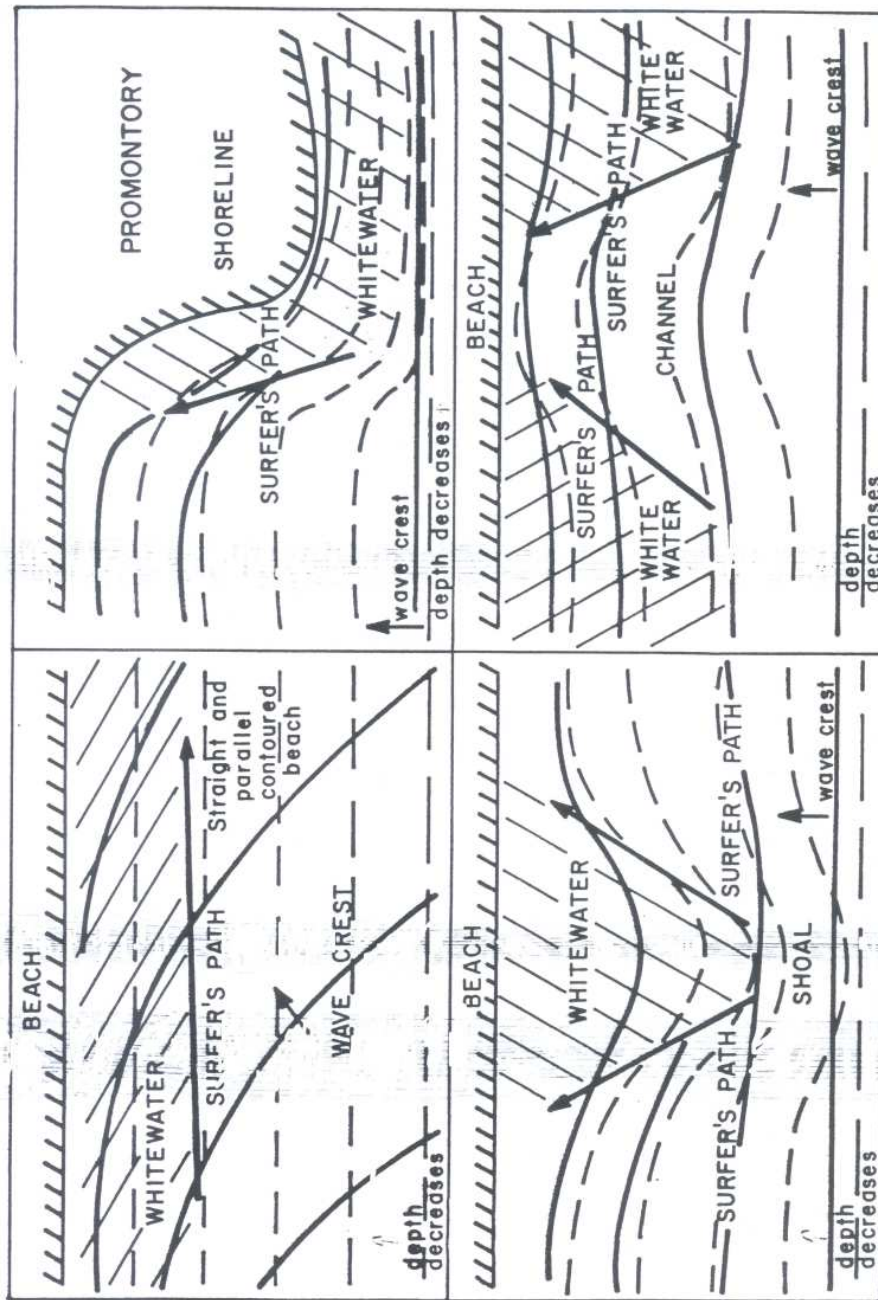 BEACH
WHITEWATER
SURFER'S PATH
Straight and
parallel
contoured
beach
WAVE CREST
depth
decreases
PROMONTORY
SHORELINE
WHITEWATER
SURFER'S PATH
wave crest
depth decreases
BEACH
WHITEWATER
SURFER'S PATH
SURFER'S PATH
SHOAL
wave crest
depth
decreases
BEACH
SURFER'S PATH
SURFER'S PATH
WHITE
WATER
WHITE
WATER
CHANNEL
wave crest
depth
decreases